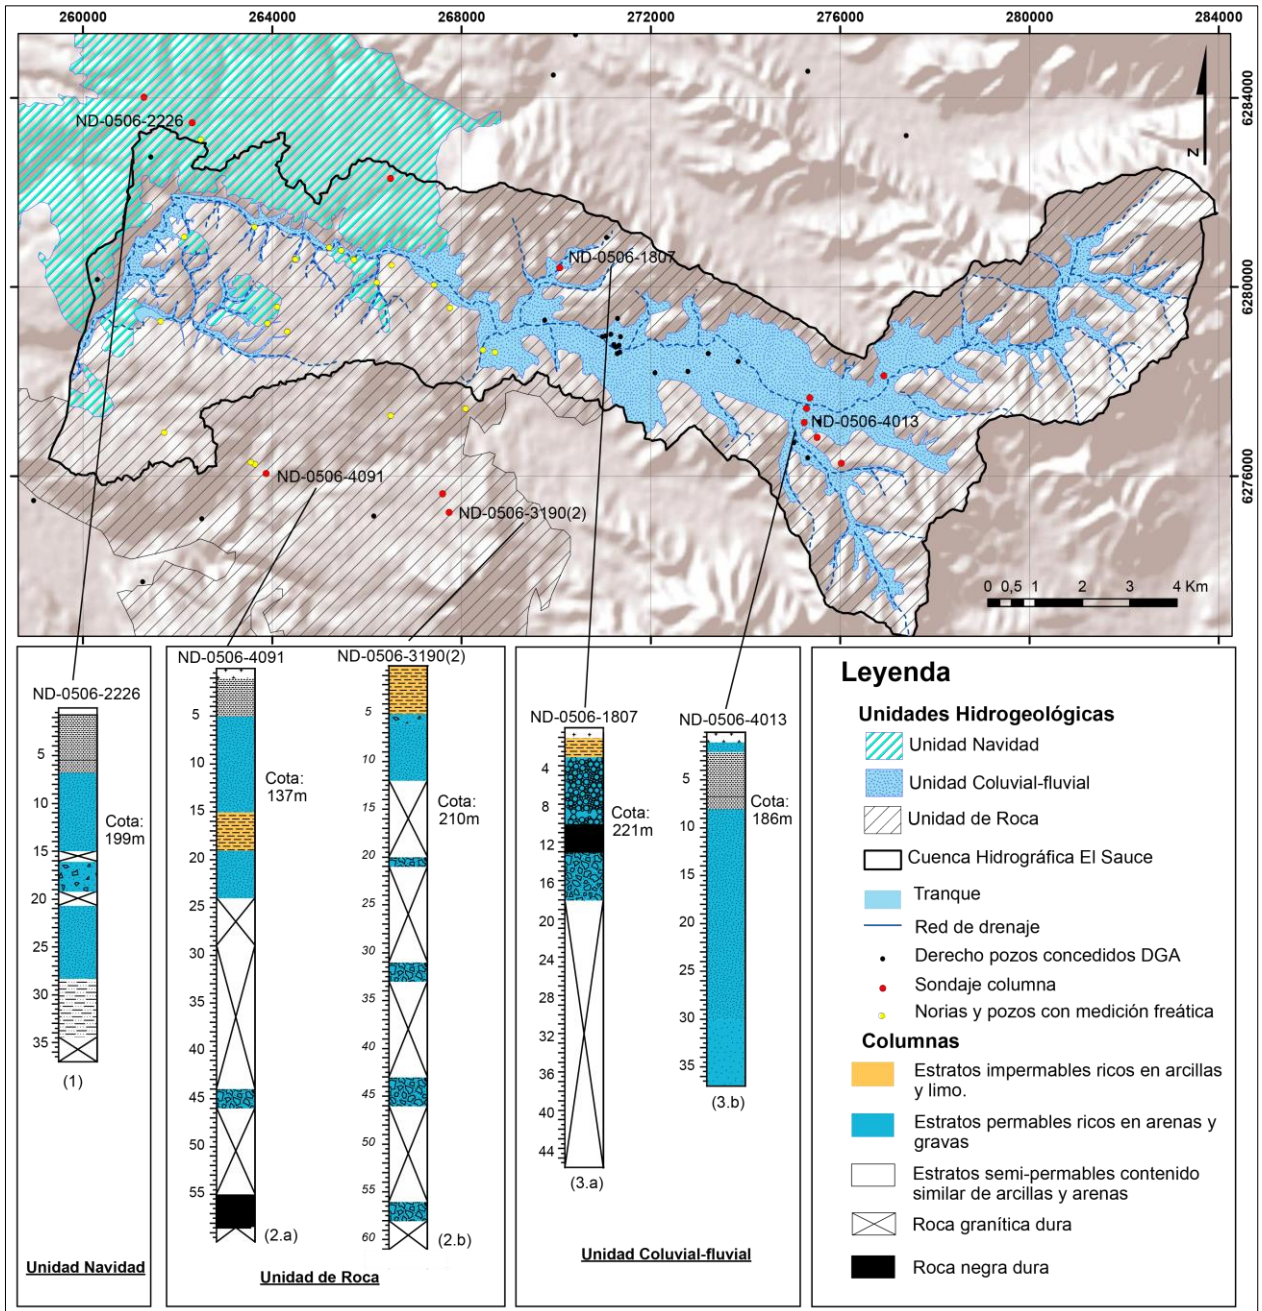 260000
264000
268000
272000
276000
280000
284000
6284000
6280000
6276000
N
ND-0506-2226
ND-0506-1807
ND-0506-4013
ND-0506-4091
ND-0506-3190(2)
0 0,5 1 2 3 4 Km
ND-0506-2226
5
10
15
20
25
30
35
Cota:
199m
(1)
Unidad Navidad
ND-0506-4091
5
10
15
20
25
30
35
40
45
50
55
Cota:
137m
(2.a)
ND-0506-3190(2)
5
10
15
20
25
30
35
40
45
50
55
60
Cota:
210m
(2.b)
Unidad de Roca
ND-0506-1807
4
8
12
16
20
24
28
32
36
40
44
Cota:
221m
(3.a)
ND-0506-4013
5
10
15
20
25
30
35
Cota:
186m
(3.b)
Unidad Coluvial-fluvial
Leyenda
Unidades Hidrogeológicas
Unidad Navidad
Unidad Coluvial-fluvial
Unidad de Roca
Cuenca Hidrográfica El Sauce
Tranque
Red de drenaje
Derecho pozos concedidos DGA
Sondaje columna
Norias y pozos con medición freática
Columnas
Estratos impermables ricos en arcillas
y limo.
Estratos permables ricos en arenas y
gravas
Estratos semi-permables contenido
similar de arcillas y arenas
Roca granítica dura
Roca negra dura